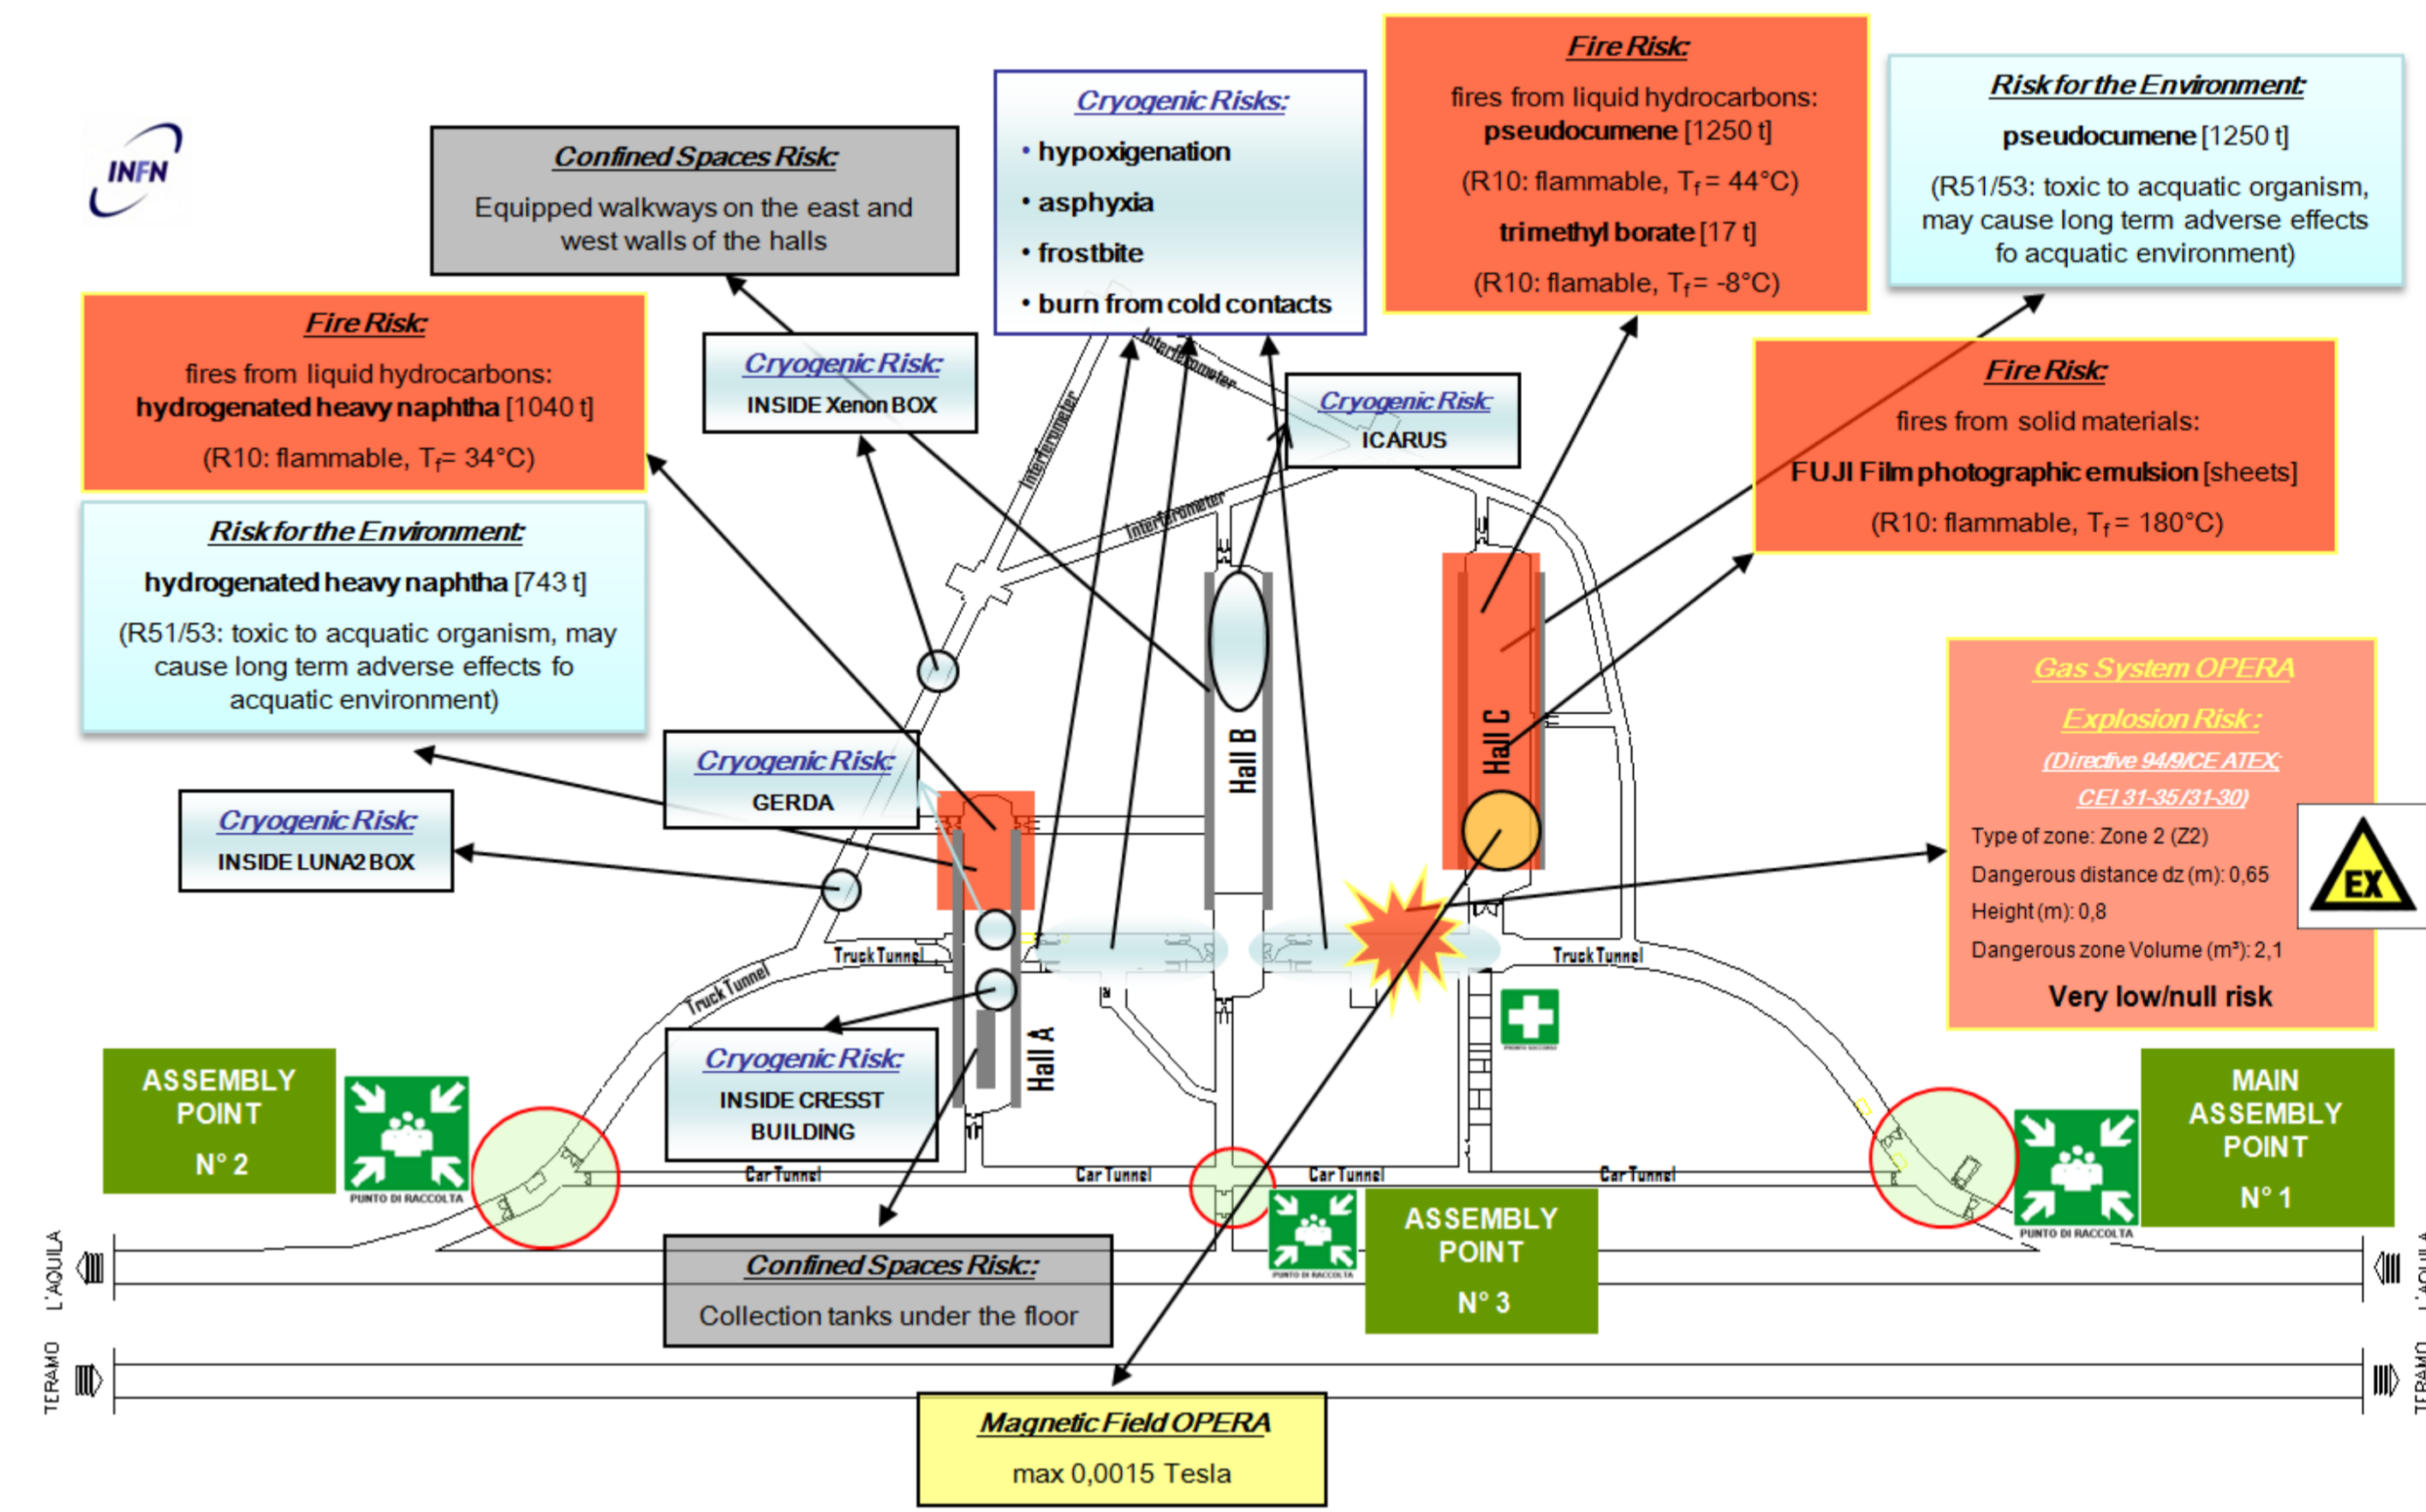 INFN
Confined Spaces Risk:
Equipped walkways on the east and
west walls of the halls
Cryogenic Risks:
• hypoxigenation
• asphyxia
• frostbite
• burn from cold contacts
Fire Risk:
fires from liquid hydrocarbons:
pseudocumene [1250 t]
(R10: flammable, Tf = 44°C)
trimethyl borate [17 t]
(R10: flamable, Tf = -8°C)
Risk for the Environment:
pseudocumene [1250 t]
(R51/53: toxic to acquatic organism,
may cause long term adverse effects
fo acquatic environment)
Fire Risk:
fires from liquid hydrocarbons:
hydrogenated heavy naphtha [1040 t]
(R10: flammable, Tf= 34°C)
Cryogenic Risk:
INSIDE Xenon BOX
Cryogenic Risk:
ICARUS
Fire Risk:
fires from solid materials:
FUJI Film photographic emulsion [sheets]
(R10: flammable, Tf = 180°C)
Interferometer
Interferometer
Interferometer
Risk for the Environment:
hydrogenated heavy naphtha [743 t]
(R51/53: toxic to acquatic organism, may
cause long term adverse effects fo
acquatic environment)
Gas System OPERA
Explosion Risk :
(Directive 94/9/CE ATEX;
CEI 31-35/31-30)
Type of zone: Zone 2 (Z2)
Dangerous distance dz (m): 0,65
Height (m): 0,8
Dangerous zone Volume (m³): 2,1
Very low/null risk
EX
Cryogenic Risk:
GERDA
Hall B
Hall C
Cryogenic Risk:
INSIDE LUNA2 BOX
Truck Tunnel
Truck Tunnel
Truck Tunnel
Hall A
Cryogenic Risk:
INSIDE CRESST
BUILDING
PRONTO SOCCORSO
ASSEMBLY
POINT
N° 2
PUNTO DI RACCOLTA
MAIN
ASSEMBLY
POINT
N° 1
PUNTO DI RACCOLTA
Car Tunnel
Car Tunnel
Car Tunnel
Car Tunnel
ASSEMBLY
POINT
N° 3
PUNTO DI RACCOLTA
Confined Spaces Risk::
Collection tanks under the floor
L'AQUILA
L'AQUILA
TERAMO
TERAMO
Magnetic Field OPERA
max 0,0015 Tesla